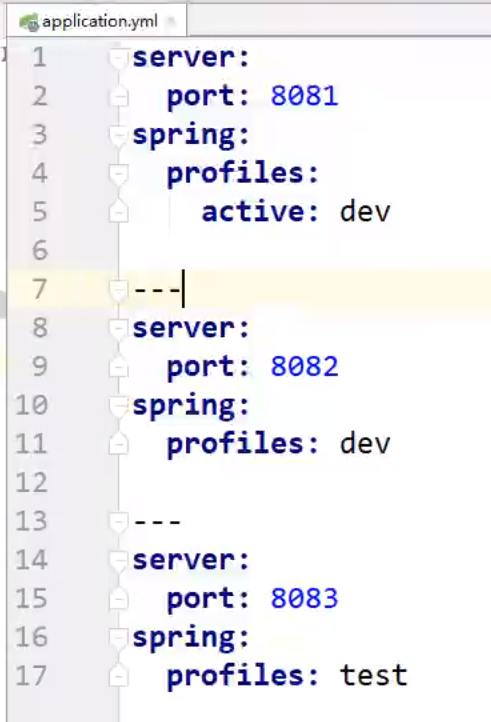 application.yml
1 server:
2   port: 8081
3 spring:
4   profiles:
5     active: dev
6
7 ---
8 server:
9   port: 8082
10 spring:
11   profiles: dev
12
13 ---
14 server:
15   port: 8083
16 spring:
17   profiles: test